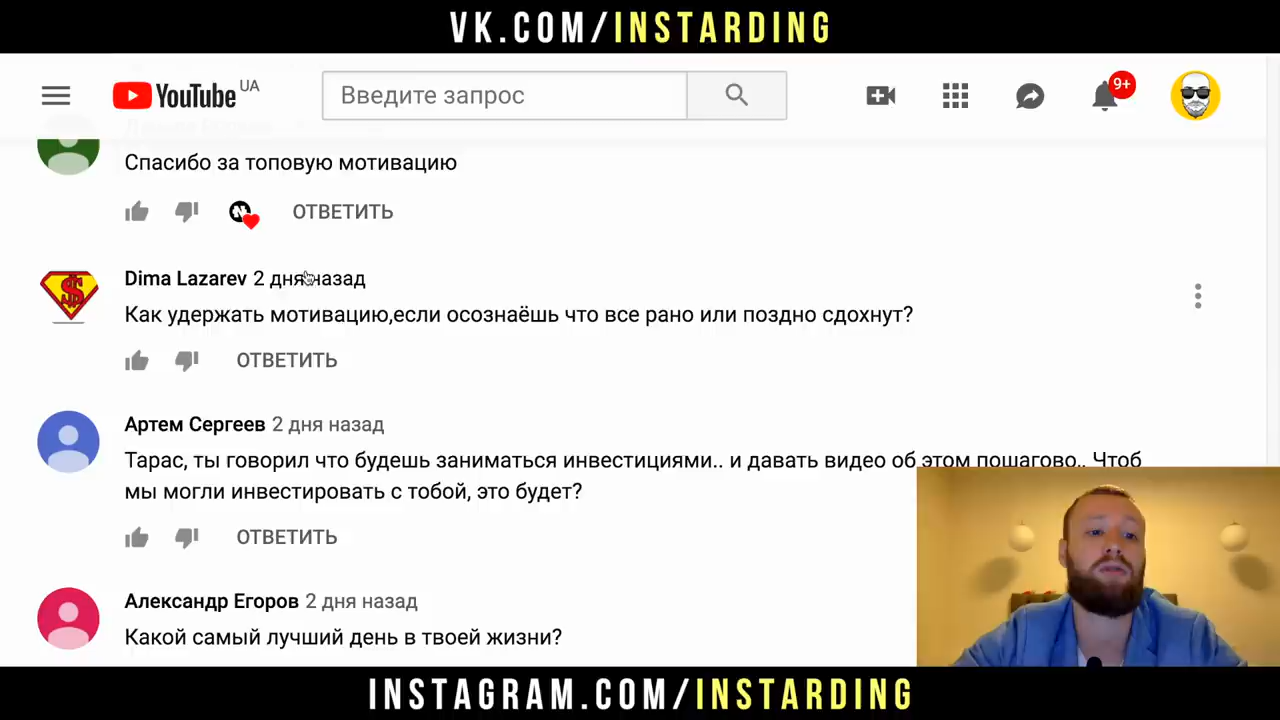 VK.COM/INSTARDING
YouTube UA
Введите запрос
9+
Спасибо за топовую мотивацию
ОТВЕТИТЬ
Dima Lazarev 2 дня назад
Как удержать мотивацию,если осознаёшь что все рано или поздно сдохнут?
ОТВЕТИТЬ
Артем Сергеев 2 дня назад
Тарас, ты говорил что будешь заниматься инвестициями.. и давать видео об этом пошагово.. Чтоб
мы могли инвестировать с тобой, это будет?
ОТВЕТИТЬ
Александр Егоров 2 дня назад
Какой самый лучший день в твоей жизни?
INSTAGRAM.COM/INSTARDING